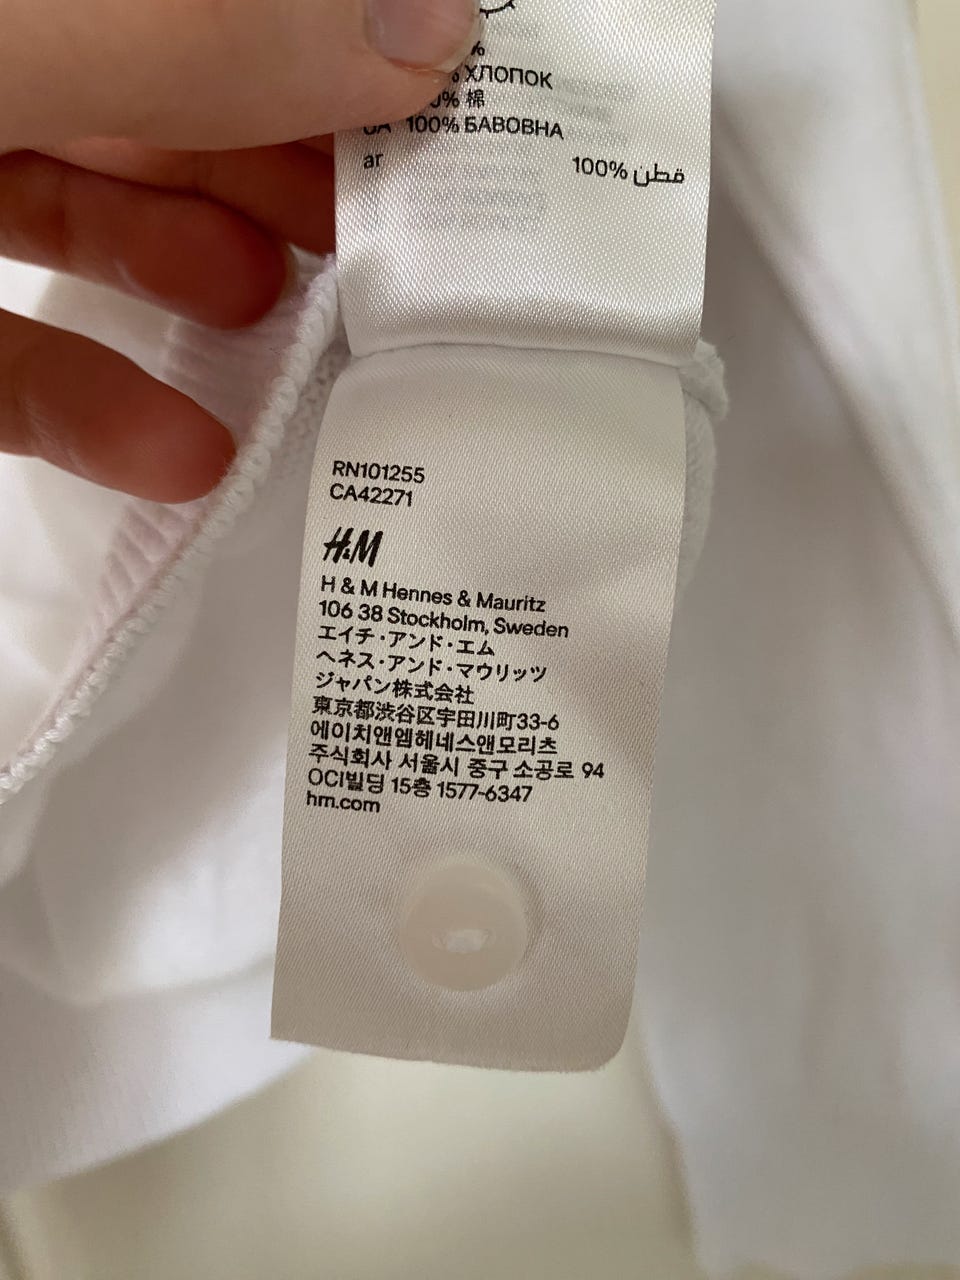 %
ХЛОПОК
0% 棉
UA 100% БАВОВНА
ar 100% قطن
RN101255
CA42271
H&M
H & M Hennes & Mauritz
106 38 Stockholm, Sweden
エイチ・アンド・エム
ヘネス・アンド・マウリッツ
ジャパン株式会社
東京都渋谷区宇田川町33-6
에이치앤엠헤네스앤모리츠
주식회사 서울시 중구 소공로 94
OCI빌딩 15층 1577-6347
hm.com